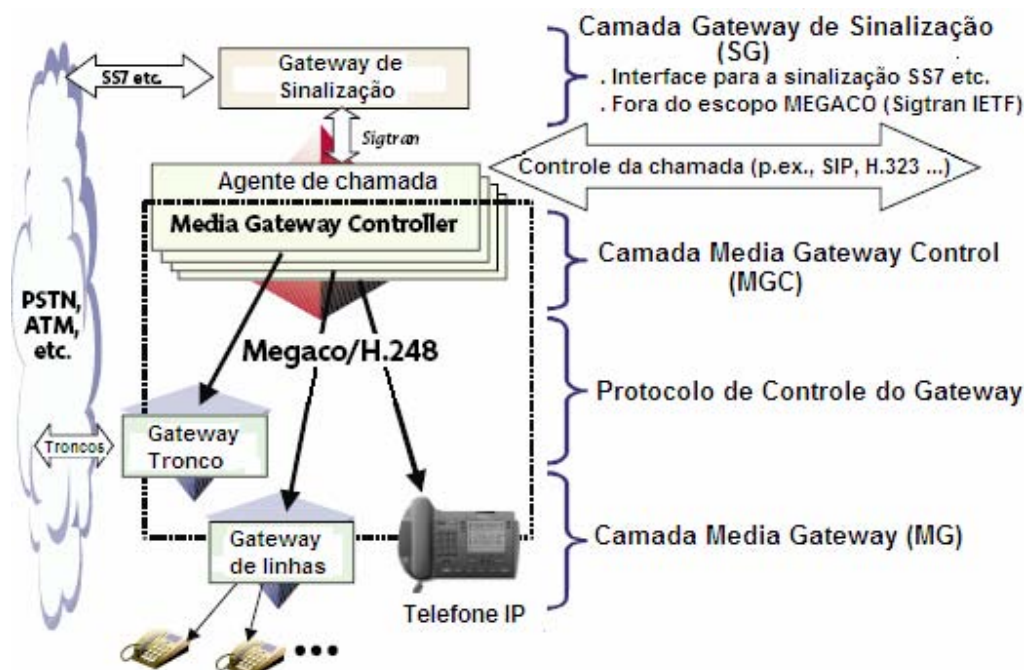 Camada Gateway de Sinalização
(SG)
. Interface para a sinalização SS7 etc.
. Fora do escopo MEGACO (Sigtran IETF)
SS7 etc.
Gateway de
Sinalização
Sigtran
Controle da chamada (p.ex., SIP, H.323 ...)
Agente de chamada
Media Gateway Controller
Camada Media Gateway Control
(MGC)
PSTN,
ATM,
etc.
Megaco/H.248
Protocolo de Controle do Gateway
Troncos
Gateway
Tronco
Camada Media Gateway (MG)
Gateway
de linhas
Telefone IP